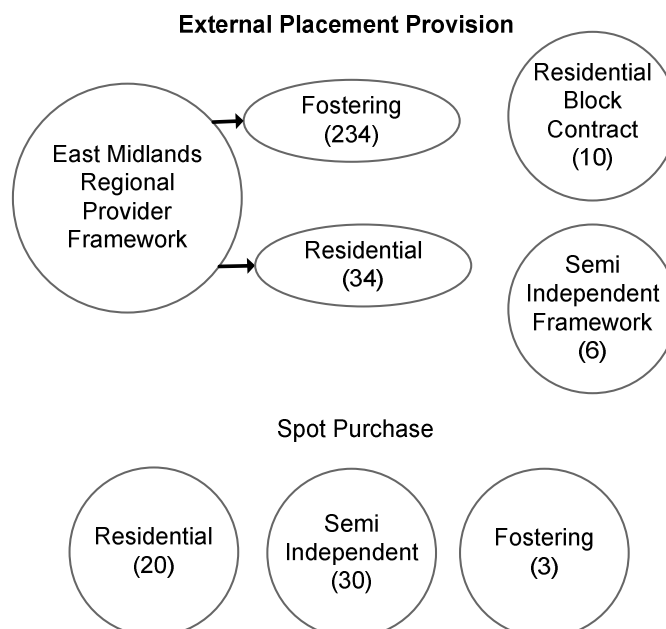 External Placement Provision
East Midlands
Regional
Provider
Framework
Fostering
(234)
Residential
(34)
Residential
Block
Contract
(10)
Semi
Independent
Framework
(6)
Spot Purchase
Residential
(20)
Semi
Independent
(30)
Fostering
(3)